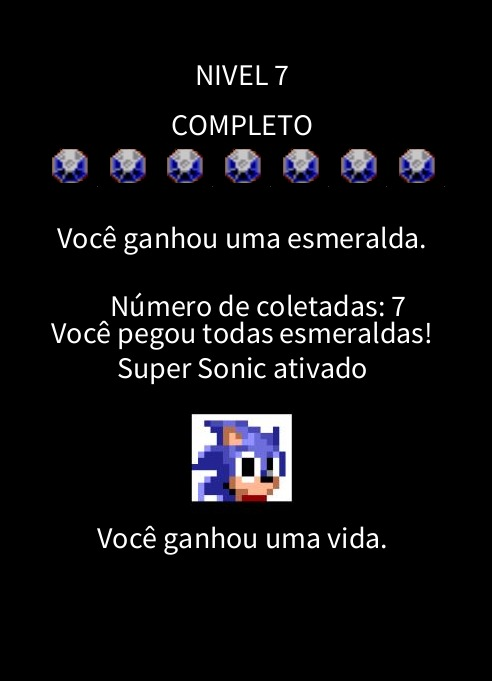 NIVEL 7
COMPLETO
Você ganhou uma esmeralda.
Número de coletadas: 7
Você pegou todas esmeraldas!
Super Sonic ativado
Você ganhou uma vida.